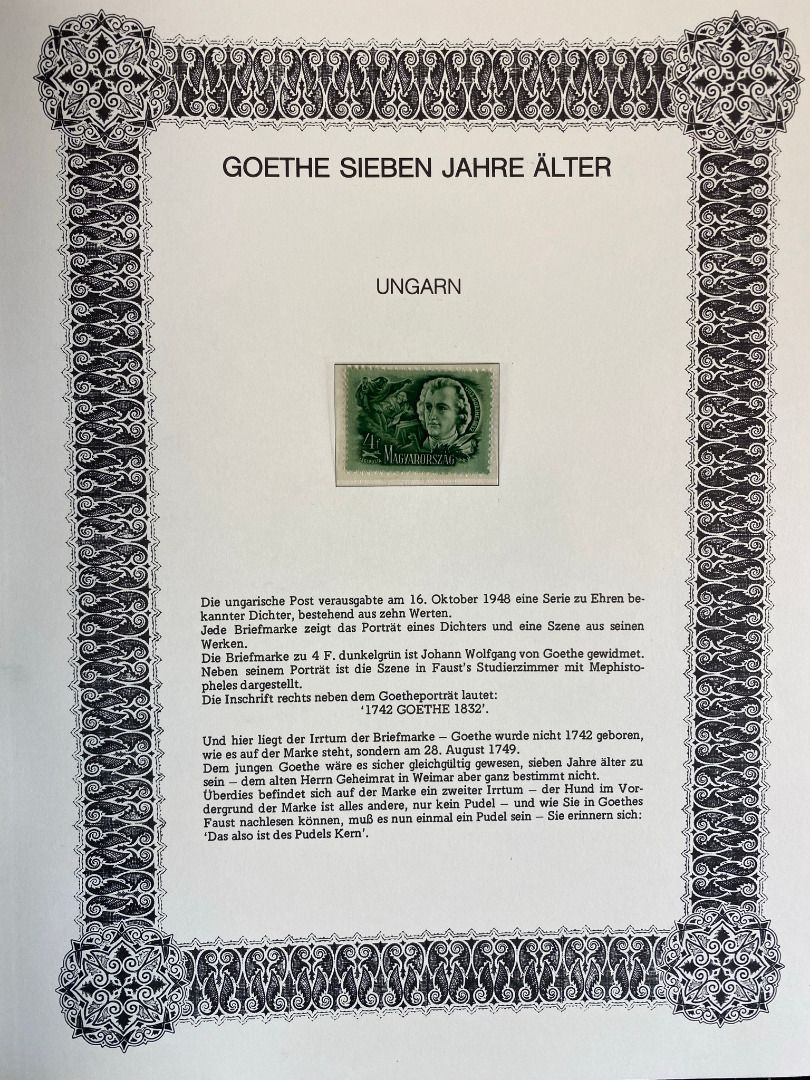 GOETHE SIEBEN JAHRE ÄLTER
UNGARN
4f
MAGYARORSZÁG
Die ungarische Post verausgabte am 16. Oktober 1948 eine Serie zu Ehren be-
kannter Dichter, bestehend aus zehn Werten.
Jede Briefmarke zeigt das Porträt eines Dichters und eine Szene aus seinen
Werken.
Die Briefmarke zu 4 F. dunkelgrün ist Johann Wolfgang von Goethe gewidmet.
Neben seinem Porträt ist die Szene in Faust's Studierzimmer mit Mephisto-
pheles dargestellt.
Die Inschrift rechts neben dem Goetheporträt lautet:
‘1742 GOETHE 1832’.
Und hier liegt der Irrtum der Briefmarke – Goethe wurde nicht 1742 geboren,
wie es auf der Marke steht, sondern am 28. August 1749.
Dem jungen Goethe wäre es sicher gleichgültig gewesen, sieben Jahre älter zu
sein – dem alten Herrn Geheimrat in Weimar aber ganz bestimmt nicht.
Überdies befindet sich auf der Marke ein zweiter Irrtum – der Hund im Vor-
dergrund der Marke ist alles andere, nur kein Pudel – und wie Sie in Goethes
Faust nachlesen können, muß es nun einmal ein Pudel sein – Sie erinnern sich:
‘Das also ist des Pudels Kern’.